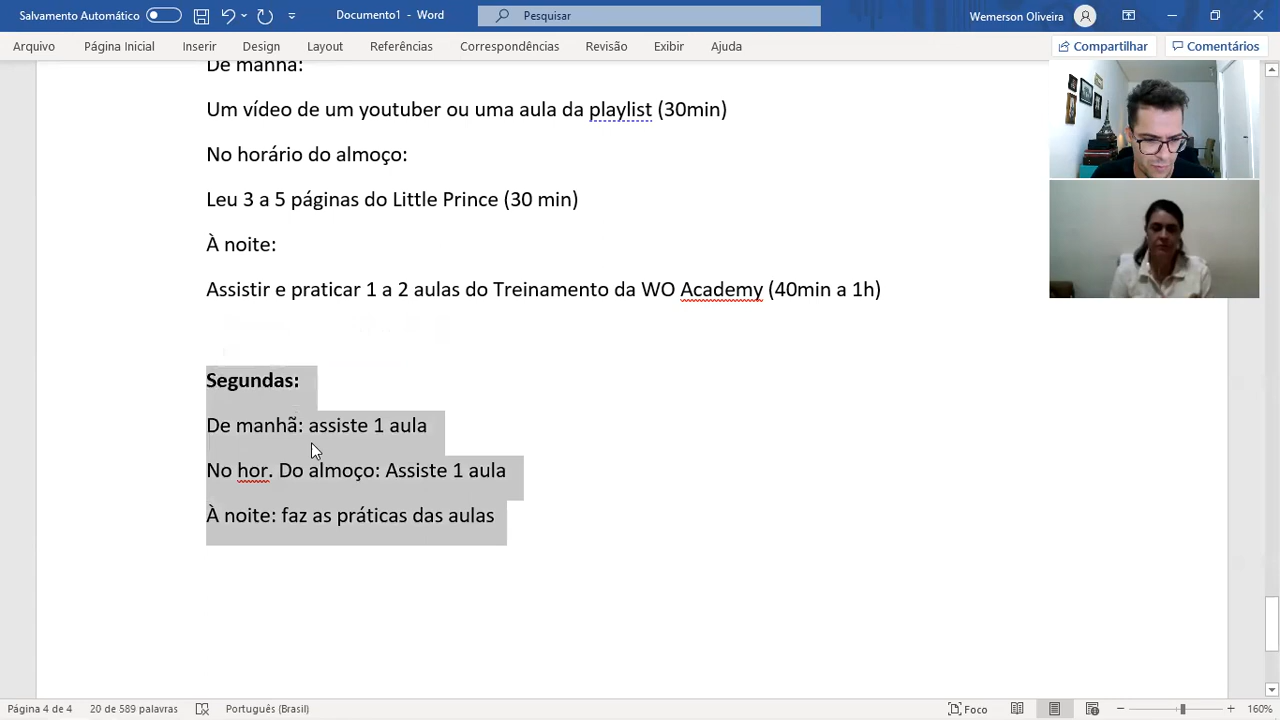 Salvamento Automático
Documento1 - Word
Pesquisar
Wemerson Oliveira
Arquivo
Página Inicial
Inserir
Design
Layout
Referências
Correspondências
Revisão
Exibir
Ajuda
Compartilhar
Comentários
De manhã:
Um vídeo de um youtuber ou uma aula da playlist (30min)
No horário do almoço:
Leu 3 a 5 páginas do Little Prince (30 min)
À noite:
Assistir e praticar 1 a 2 aulas do Treinamento da WO Academy (40min a 1h)
Segundas:
De manhã: assiste 1 aula
No hor. Do almoço: Assiste 1 aula
À noite: faz as práticas das aulas
Página 4 de 4
20 de 589 palavras
Português (Brasil)
Foco
160%